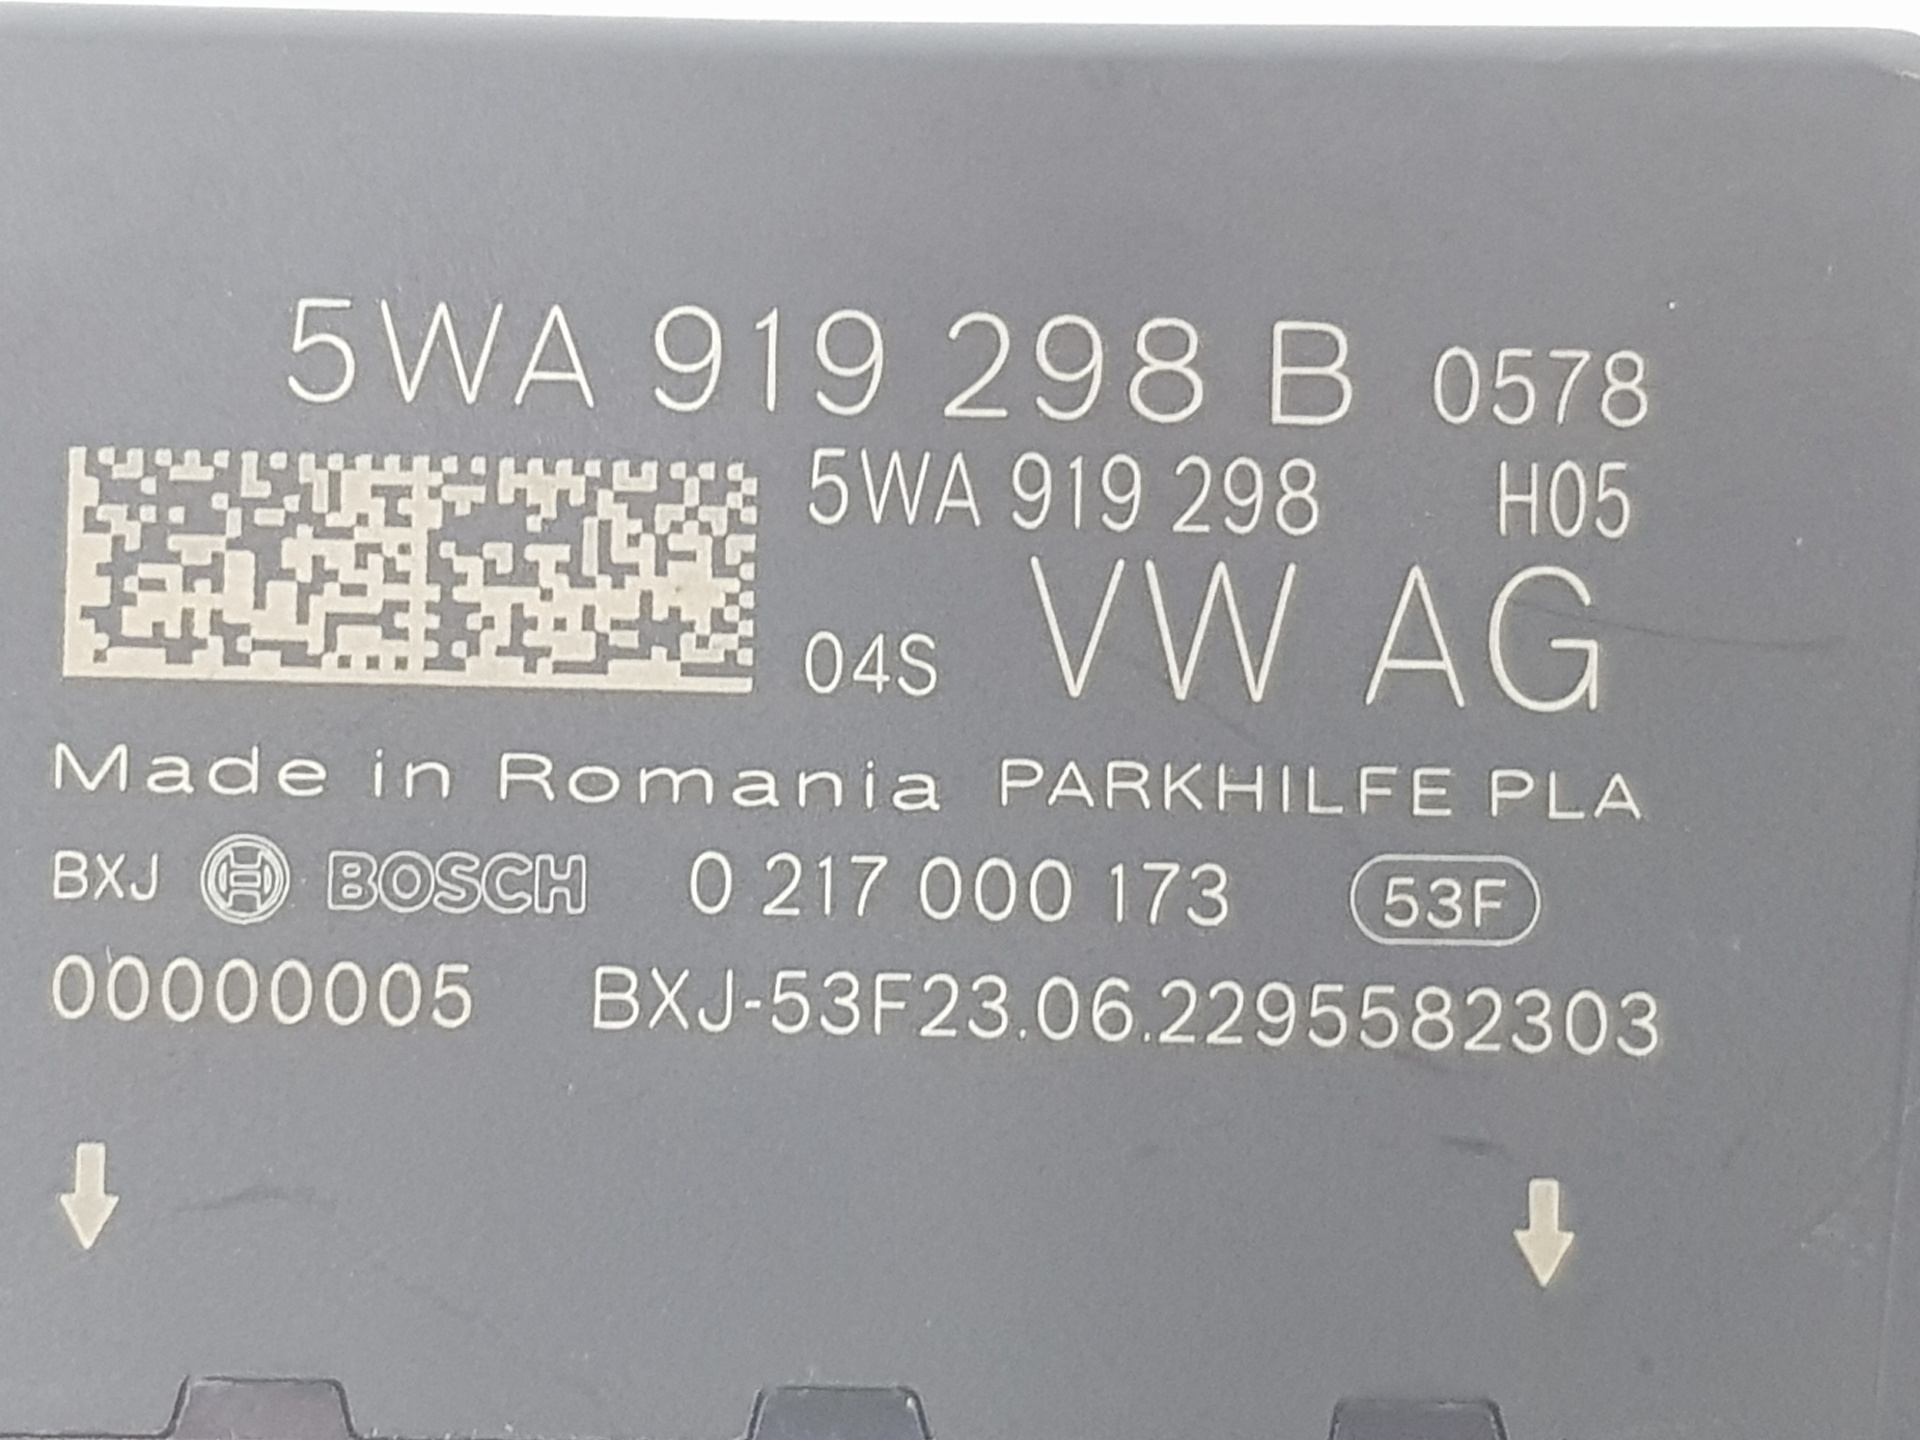 5WA 919 298 B 0578
5WA 919 298 H05
04S VW AG
Made in Romania PARKHILFE PLA
BXJ BOSCH 0 217 000 173 53F
00000005 BXJ-53F23.06.2295582303